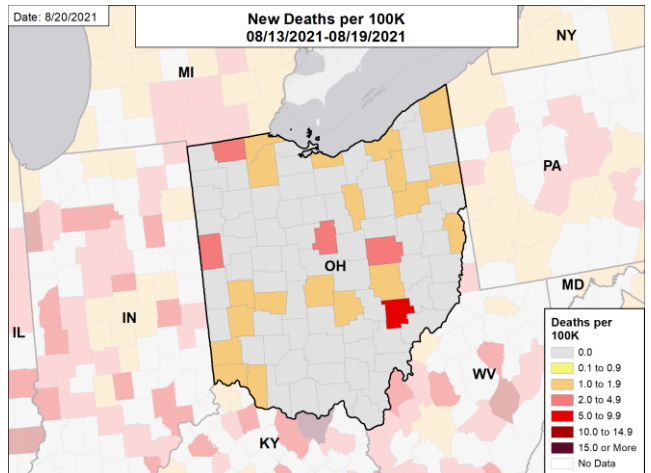 Date: 8/20/2021
New Deaths per 100K
08/13/2021-08/19/2021
NY
MI
PA
OH
MD
IN
IL
WV
KY
Deaths per
100K
0.0
0.1 to 0.9
1.0 to 1.9
2.0 to 4.9
5.0 to 9.9
10.0 to 14.9
15.0 or More
No Data